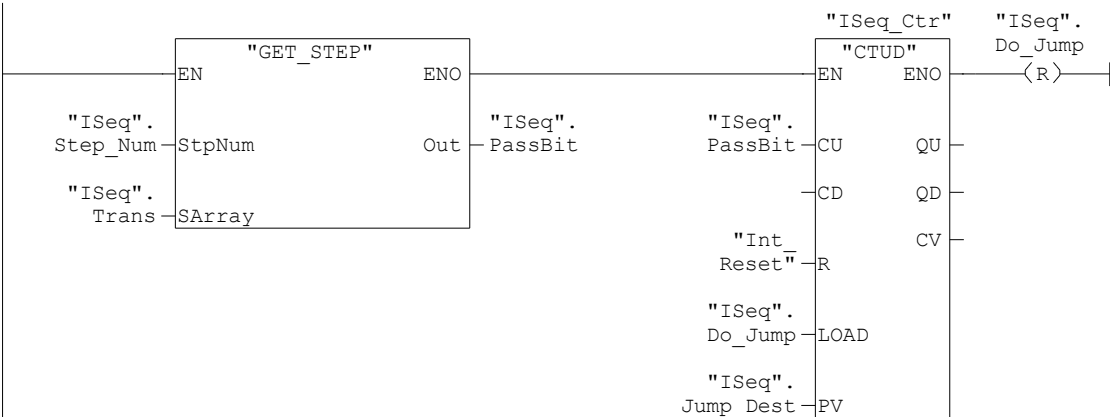 "ISeq_Ctr" "ISeq".
"GET_STEP" "CTUD" Do_Jump
EN ENO EN ENO (R)
"ISeq". "ISeq". "ISeq".
Step_Num StpNum Out PassBit PassBit CU QU
"ISeq". CD QD
Trans SArray
"Int_ CV
Reset" R
"ISeq".
Do_Jump LOAD
"ISeq".
Jump_Dest PV